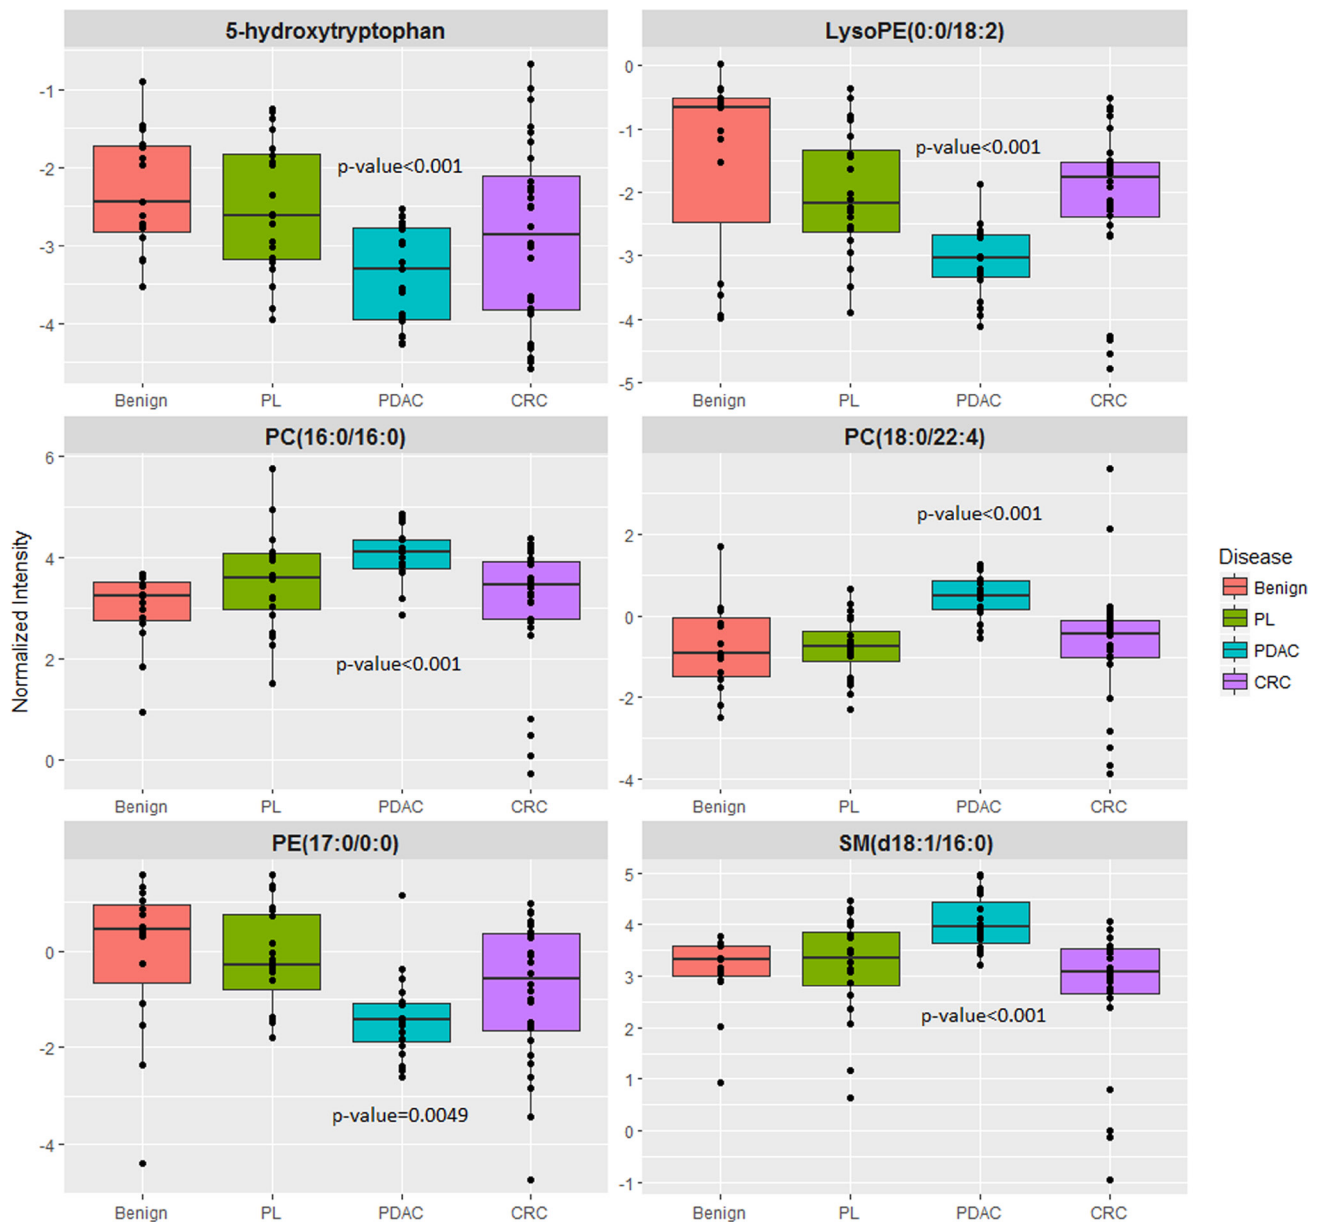 5-hydroxytryptophan
LysoPE(0:0/18:2)
-1
-2
-3
-4
p-value<0.001
Benign PL PDAC CRC
0
-1
-2
-3
-4
-5
p-value<0.001
Benign PL PDAC CRC
PC(16:0/16:0)
PC(18:0/22:4)
Normalized Intensity
6
4
2
0
p-value<0.001
Benign PL PDAC CRC
2
0
-2
-4
p-value<0.001
Benign PL PDAC CRC
Disease
Benign
PL
PDAC
CRC
PE(17:0/0:0)
SM(d18:1/16:0)
0
-2
-4
p-value=0.0049
Benign PL PDAC CRC
5
4
3
2
1
0
-1
p-value<0.001
Benign PL PDAC CRC